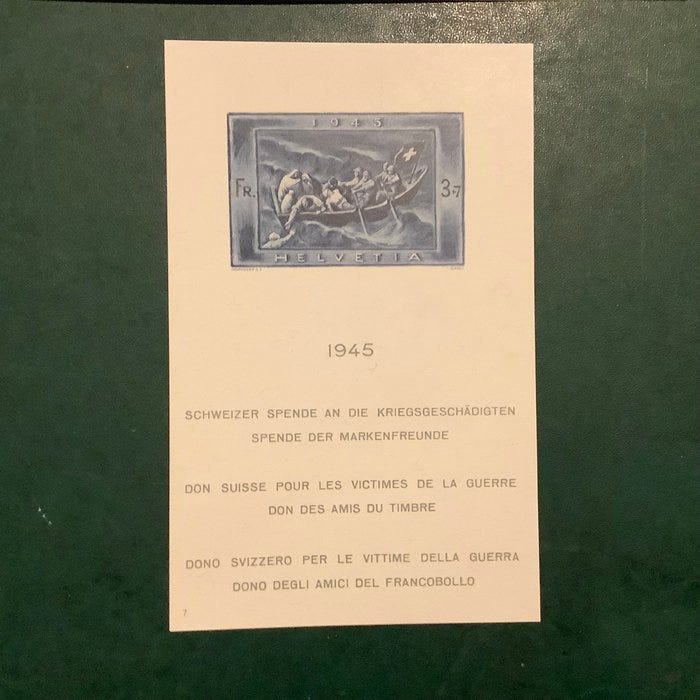 1945
FR. 3+7
HELVETIA
1945
SCHWEIZER SPENDE AN DIE KRIEGSGESCHÄDIGTEN
SPENDE DER MARKENFREUNDE
DON SUISSE POUR LES VICTIMES DE LA GUERRE
DON DES AMIS DU TIMBRE
DONO SVIZZERO PER LE VITTIME DELLA GUERRA
DONO DEGLI AMICI DEL FRANCOBOLLO
7